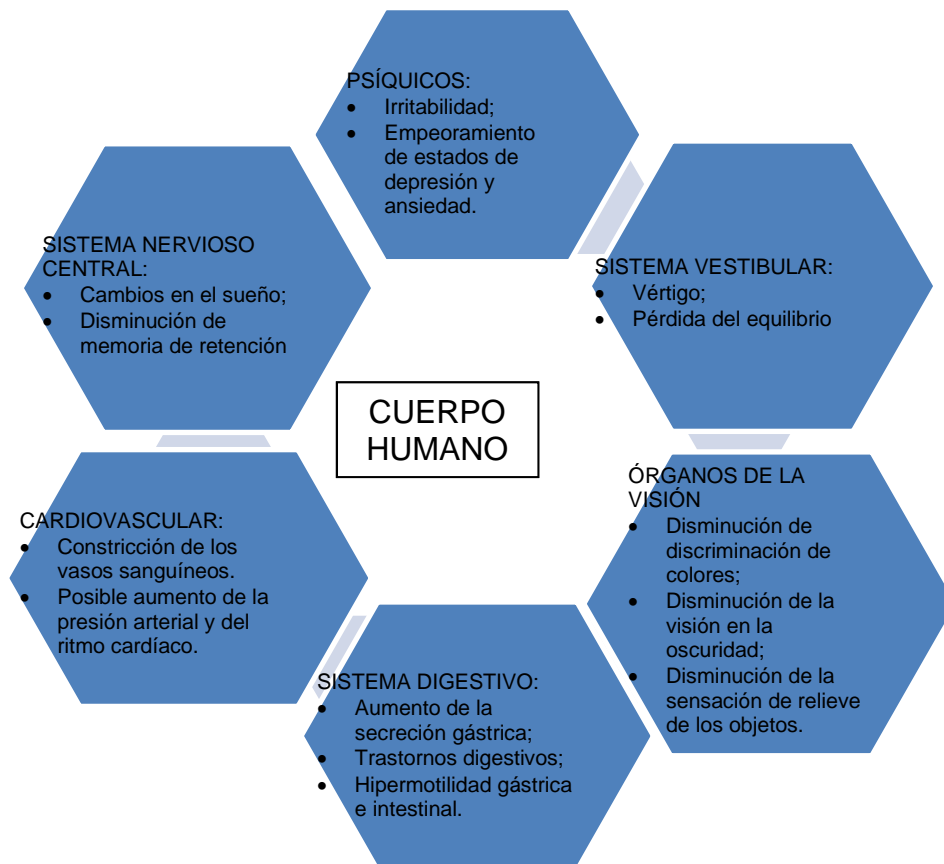 PSÍQUICOS:
• Irritabilidad;
• Empeoramiento
de estados de
depresión y
ansiedad.
SISTEMA VESTIBULAR:
• Vértigo;
• Pérdida del equilibrio
ÓRGANOS DE LA
VISIÓN
• Disminución de
discriminación de
colores;
• Disminución de la
visión en la
oscuridad;
• Disminución de la
sensación de relieve
de los objetos.
SISTEMA DIGESTIVO:
• Aumento de la
secreción gástrica;
• Trastornos digestivos;
• Hipermotilidad gástrica
e intestinal.
CARDIOVASCULAR:
• Constricción de los
vasos sanguíneos.
• Posible aumento de la
presión arterial y del
ritmo cardíaco.
SISTEMA NERVIOSO
CENTRAL:
• Cambios en el sueño;
• Disminución de
memoria de retención
CUERPO
HUMANO